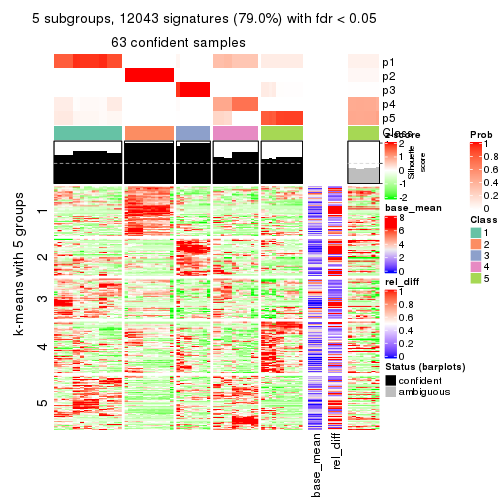 5 subgroups, 12043 signatures (79.0%) with fdr < 0.05
63 confident samples
p1
p2
p3
p4
p5
Class
k-means with 5 groups
1
2
3
4
5
Silhouette
score
z-score
2
1
0
-1
-2
base_mean
8
6
4
2
0
rel_diff
1
0.8
0.6
0.4
0.2
0
Status (barplots)
confident
ambiguous
Prob
1
0.8
0.6
0.4
0.2
0
Class
1
2
3
4
5
base_mean
rel_diff